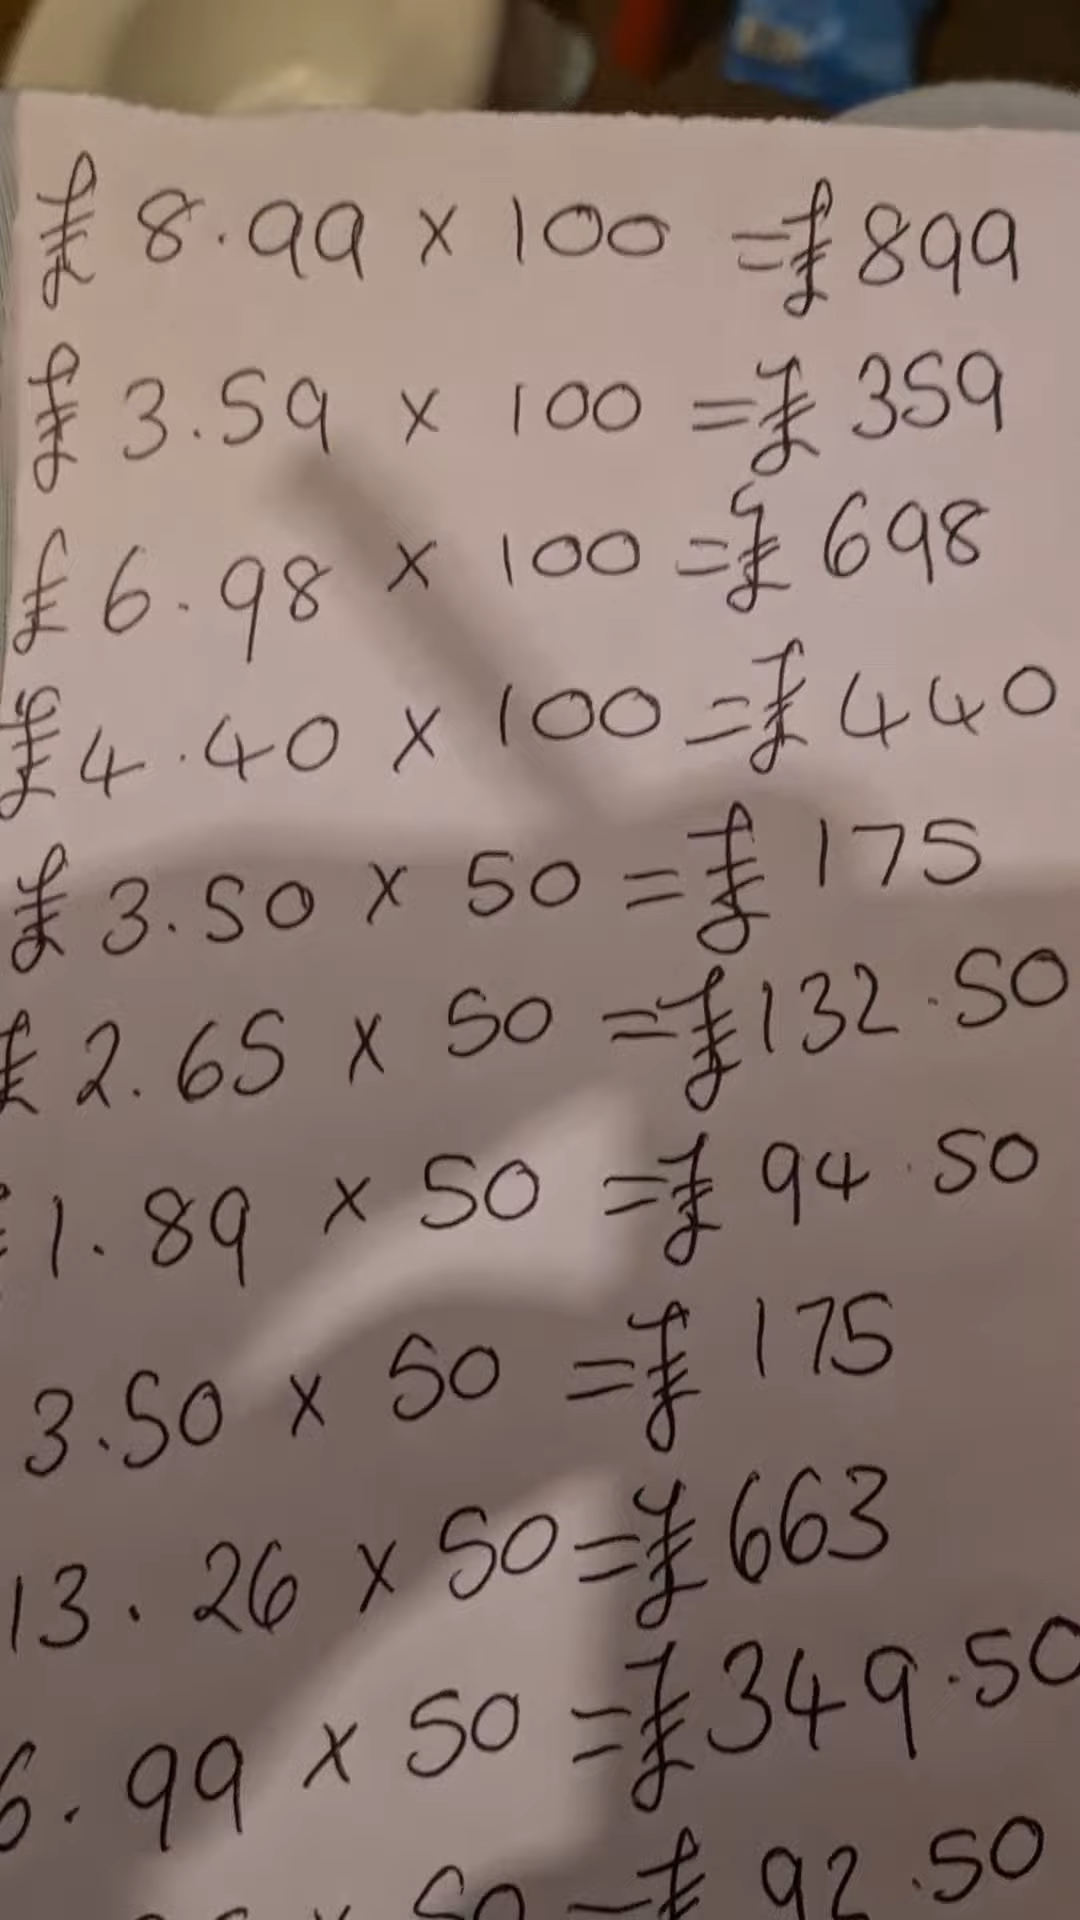 £ 8.99 x 100 = £ 899
£ 3.59 x 100 = £ 359
£ 6.98 x 100 = £ 698
£ 4.40 x 100 = £ 440
£ 3.50 x 50 = £ 175
£ 2.65 x 50 = £ 132.50
1.89 x 50 = £ 94.50
3.50 x 50 = £ 175
13.26 x 50 = £ 663
6.99 x 50 = £ 349.50
x 50 = £ 92.50